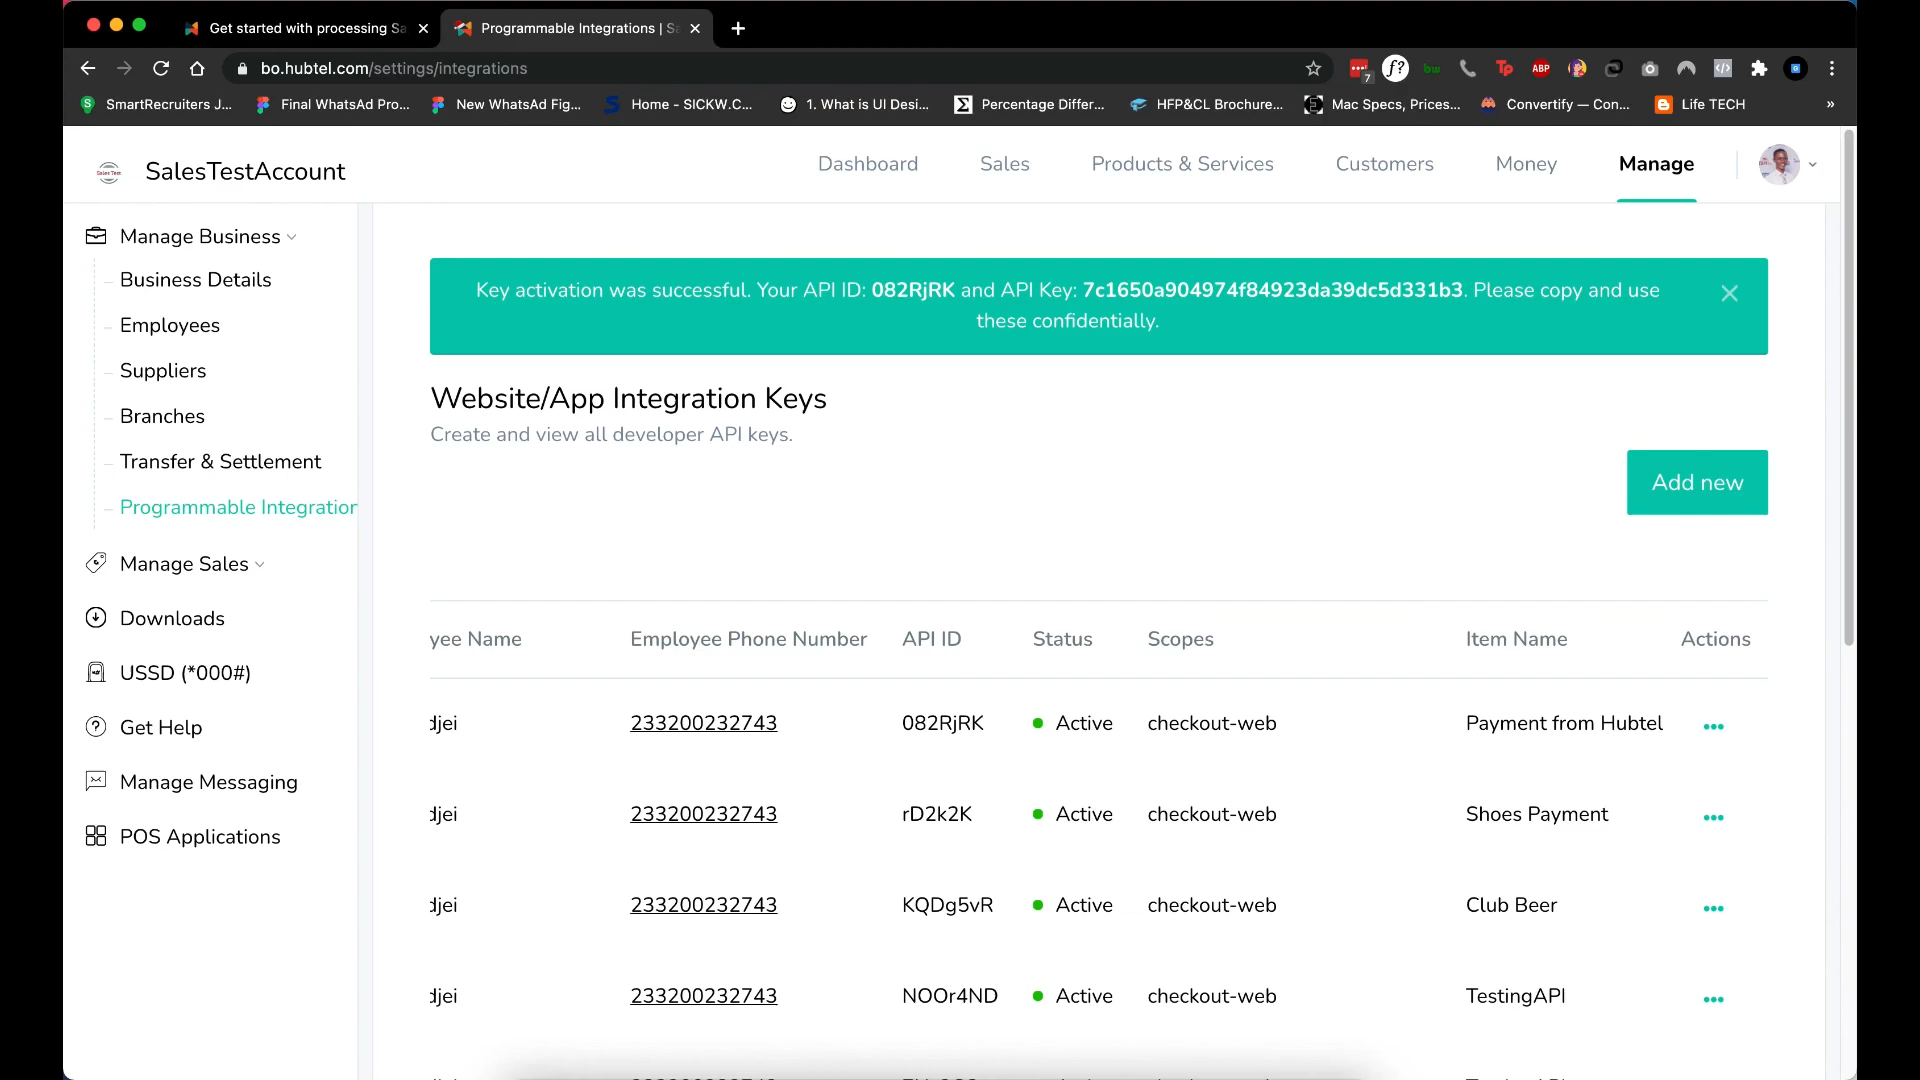 Get started with processing Sa
Programmable Integrations | Sa
bo.hubtel.com/settings/integrations
7
f?
bw
Tp
ABP
SmartRecruiters J...
Final WhatsAd Pro...
New WhatsAd Fig...
Home - SICKW.C...
1. What is UI Desi...
Percentage Differ...
HFP&CL Brochure...
Mac Specs, Prices...
Convertify — Con...
Life TECH
»
Sales Test
SalesTestAccount
Dashboard
Sales
Products & Services
Customers
Money
Manage
Manage Business
Business Details
Employees
Suppliers
Branches
Transfer & Settlement
Programmable Integration
Manage Sales
Downloads
USSD (*000#)
Get Help
Manage Messaging
POS Applications
Key activation was successful. Your API ID: 082RjRK and API Key: 7c1650a904974f84923da39dc5d331b3. Please copy and use
these confidentially.
Website/App Integration Keys
Create and view all developer API keys.
Add new
yee Name Employee Phone Number API ID Status Scopes Item Name Actions
djei 233200232743 082RjRK Active checkout-web Payment from Hubtel
djei 233200232743 rD2k2K Active checkout-web Shoes Payment
djei 233200232743 KQDg5vR Active checkout-web Club Beer
djei 233200232743 NOOr4ND Active checkout-web TestingAPI